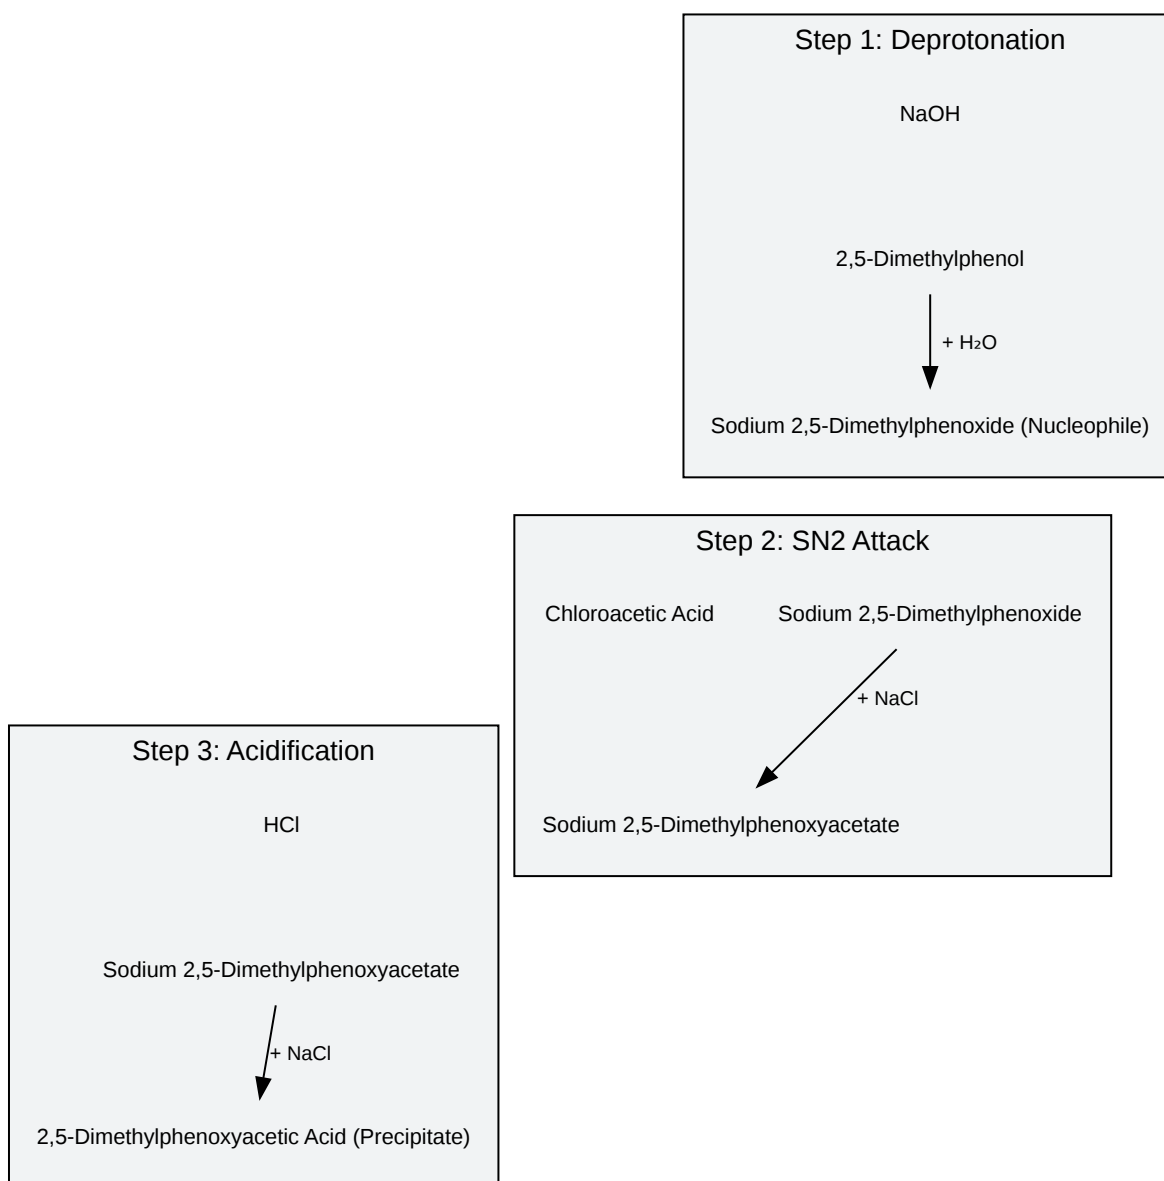 Step 1: Deprotonation
NaOH
2,5-Dimethylphenol
+ H₂O
Sodium 2,5-Dimethylphenoxide (Nucleophile)
Step 2: SN2 Attack
Chloroacetic Acid
Sodium 2,5-Dimethylphenoxide
+ NaCl
Sodium 2,5-Dimethylphenoxyacetate
Step 3: Acidification
HCl
Sodium 2,5-Dimethylphenoxyacetate
+ NaCl
2,5-Dimethylphenoxyacetic Acid (Precipitate)